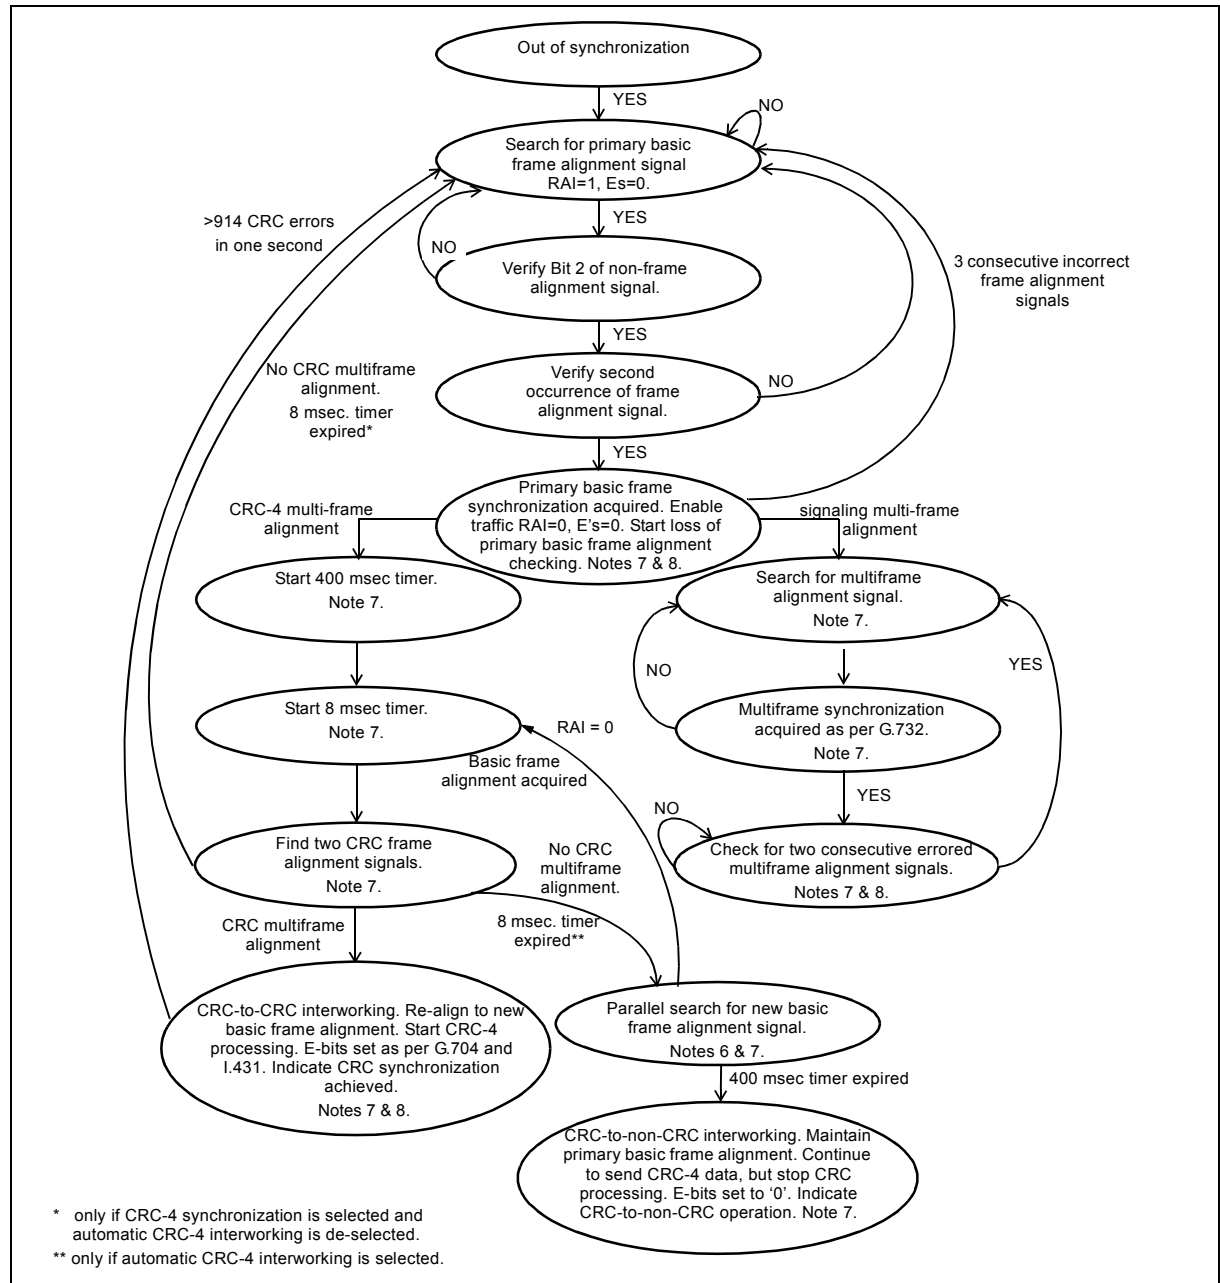 Out of synchronization
YES
NO
Search for primary basic
frame alignment signal
RAI=1, Es=0.
>914 CRC errors
in one second
YES
NO
Verify Bit 2 of non-frame
alignment signal.
3 consecutive incorrect
frame alignment
signals
YES
No CRC multiframe
alignment.
8 msec. timer
expired*
Verify second
occurrence of frame
alignment signal.
NO
YES
CRC-4 multi-frame
alignment
Primary basic frame
synchronization acquired. Enable
traffic RAI=0, E's=0. Start loss of
primary basic frame alignment
checking. Notes 7 & 8.
signaling multi-frame
alignment
Start 400 msec timer.
Note 7.
Search for multiframe
alignment signal.
Note 7.
NO
YES
Start 8 msec timer.
Note 7.
RAI = 0
Basic frame
alignment acquired
Multiframe synchronization
acquired as per G.732.
Note 7.
YES
NO
Find two CRC frame
alignment signals.
Note 7.
No CRC
multiframe
alignment.
8 msec. timer
expired**
Check for two consecutive errored
multiframe alignment signals.
Notes 7 & 8.
CRC multiframe
alignment
CRC-to-CRC interworking. Re-align to new
basic frame alignment. Start CRC-4
processing. E-bits set as per G.704 and
I.431. Indicate CRC synchronization
achieved.
Notes 7 & 8.
Parallel search for new basic
frame alignment signal.
Notes 6 & 7.
400 msec timer expired
CRC-to-non-CRC interworking. Maintain
primary basic frame alignment. Continue
to send CRC-4 data, but stop CRC
processing. E-bits set to ‘0’. Indicate
CRC-to-non-CRC operation. Note 7.
* only if CRC-4 synchronization is selected and
automatic CRC-4 interworking is de-selected.
** only if automatic CRC-4 interworking is selected.